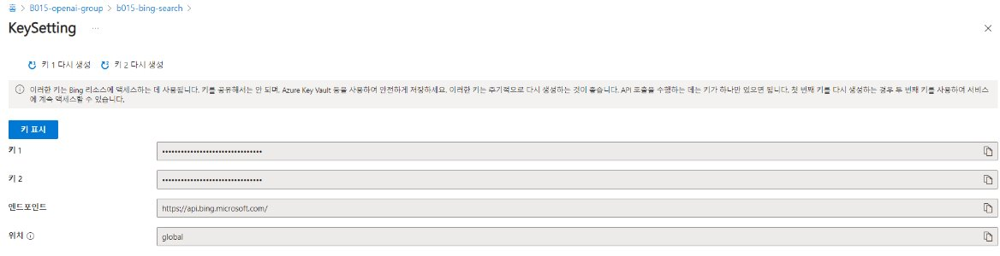 홈 > B015-openai-group > b015-bing-search >
KeySetting ...
키 1 다시 생성 키 2 다시 생성
이러한 키는 Bing 리소스에 액세스하는 데 사용됩니다. 키를 공유해서는 안 되며, Azure Key Vault 등을 사용하여 안전하게 저장하세요. 이러한 키는 주기적으로 다시 생성하는 것이 좋습니다. API 호출을 수행하는 데는 키가 하나만 있으면 됩니다. 첫 번째 키를 다시 생성하는 경우 두 번째 키를 사용하여 서비스
에 계속 액세스할 수 있습니다.
키 표시
키 1 ••••••••••••••••••••••••••••••••
키 2 ••••••••••••••••••••••••••••••••
엔드포인트 https://api.bing.microsoft.com/
위치 global